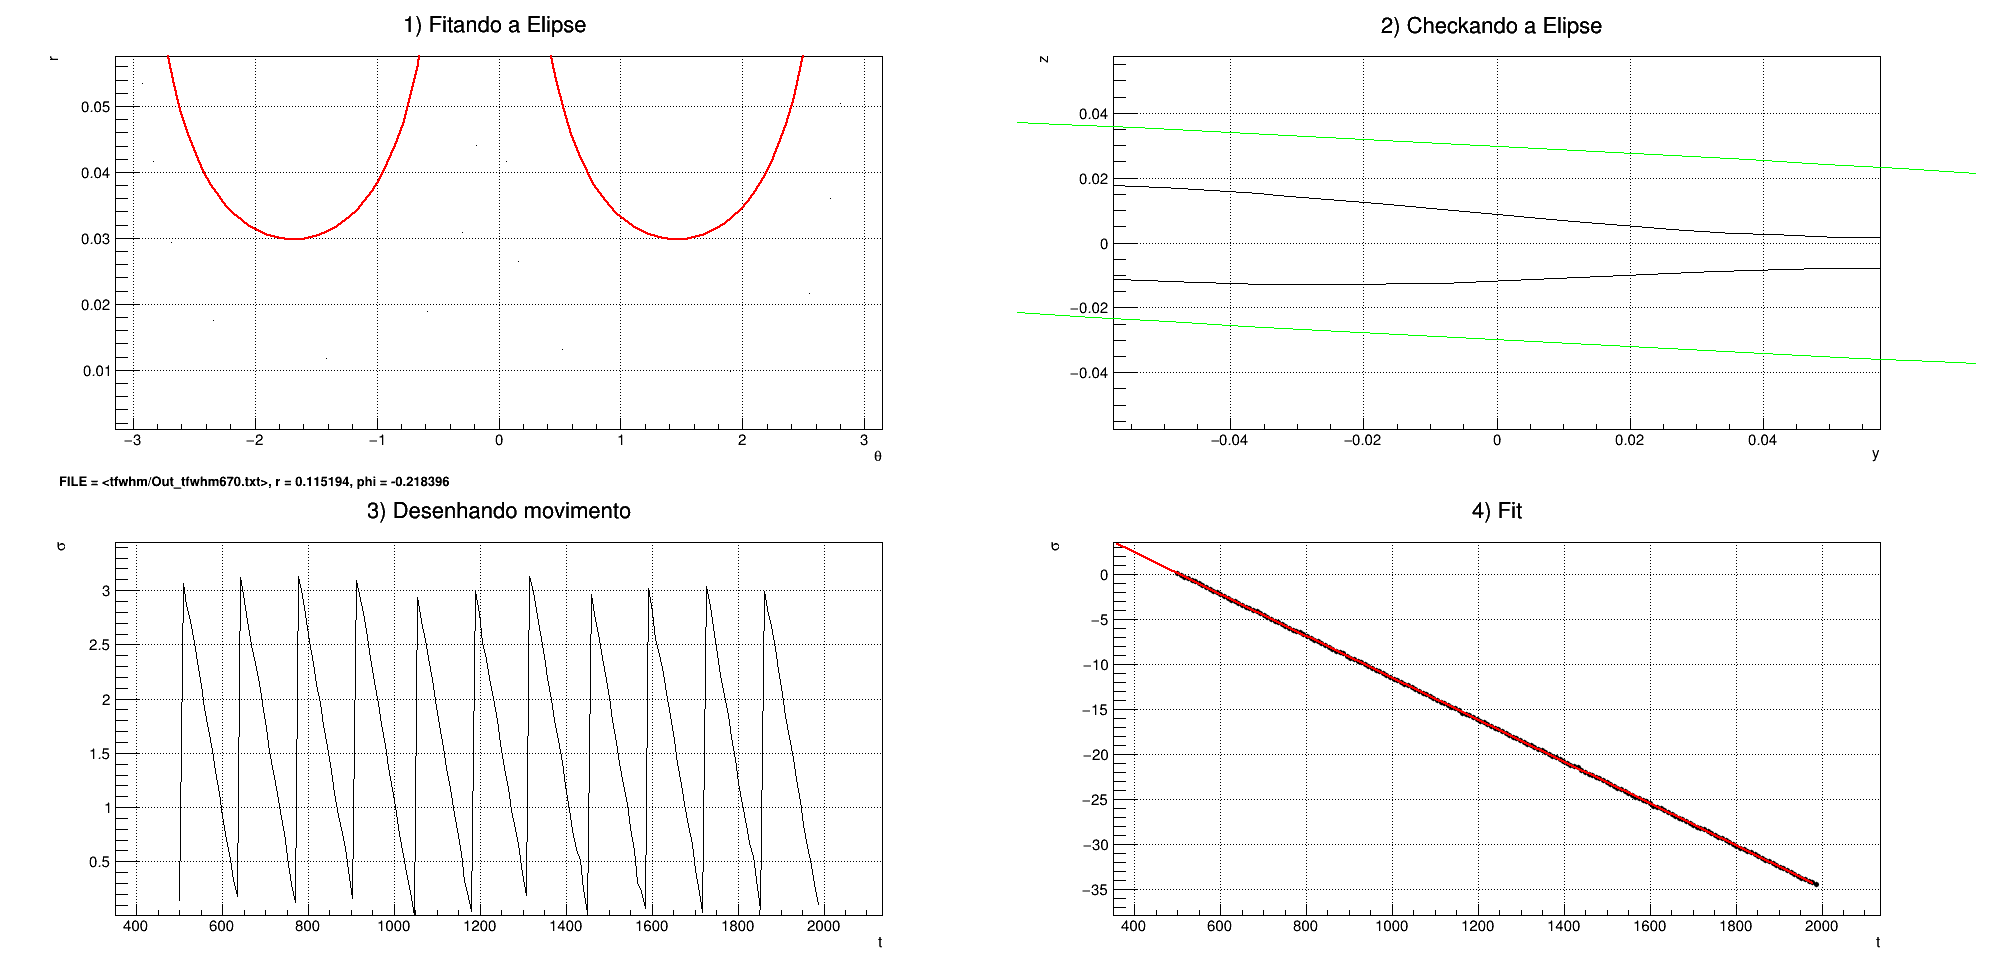 1) Fitando a Elipse
r
0.05
0.04
0.03
0.02
0.01
−3 −2 −1 0 1 2 3
θ
2) Checkando a Elipse
z
0.04
0.02
0
−0.02
−0.04
−0.04 −0.02 0 0.02 0.04
y
FILE = <tfwhm/Out_tfwhm670.txt>, r = 0.115194, phi = -0.218396
3) Desenhando movimento
σ
3
2.5
2
1.5
1
0.5
400 600 800 1000 1200 1400 1600 1800 2000
t
4) Fit
σ
0
−5
−10
−15
−20
−25
−30
−35
400 600 800 1000 1200 1400 1600 1800 2000
t